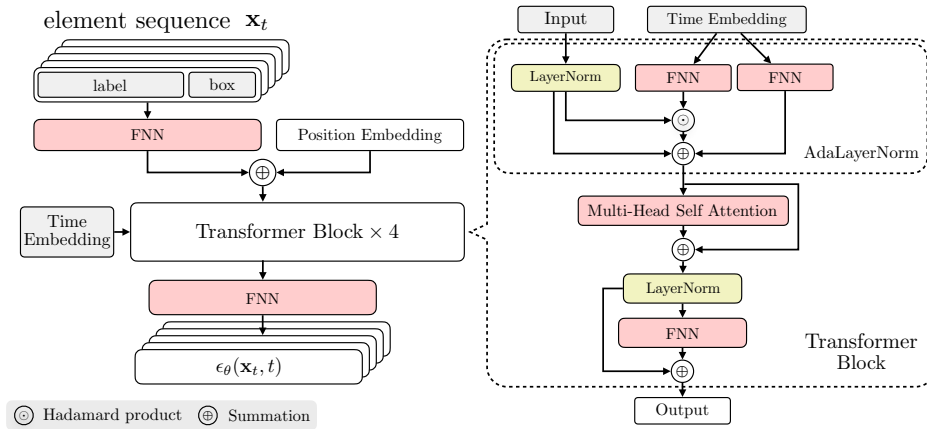 element sequence x_t
label
box
FNN
Position Embedding
⊕
Time
Embedding
Transformer Block × 4
FNN
ϵ_θ(x_t, t)
⊙ Hadamard product ⊕ Summation
Input
Time Embedding
LayerNorm
FNN
FNN
⊙
⊕
AdaLayerNorm
Multi-Head Self Attention
⊕
LayerNorm
FNN
⊕
Transformer
Block
Output